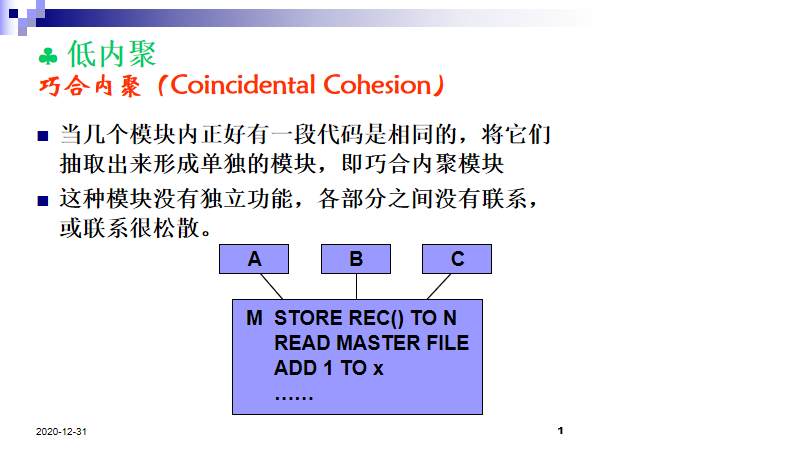 ♣ 低内聚
巧合内聚（Coincidental Cohesion）
■ 当几个模块内正好有一段代码是相同的，将它们
抽取出来形成单独的模块，即巧合内聚模块
■ 这种模块没有独立功能，各部分之间没有联系，
或联系很松散。
A B C
M STORE REC() TO N
READ MASTER FILE
ADD 1 TO x
……
2020-12-31 1